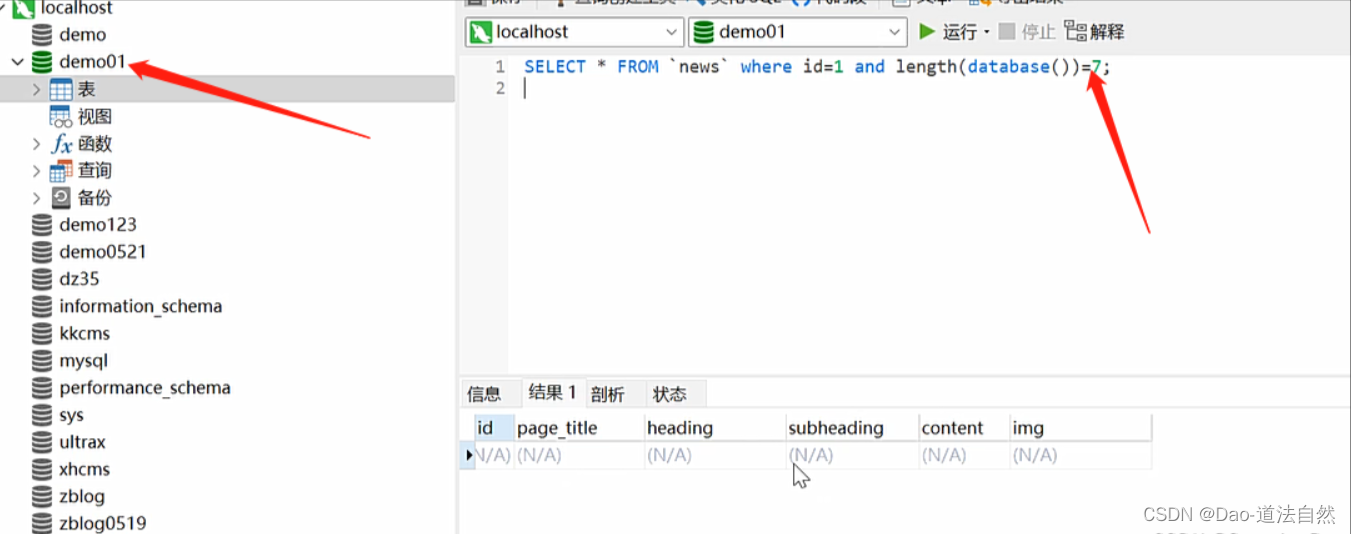 localhost
demo
demo01
表
视图
函数
查询
备份
demo123
demo0521
dz35
information_schema
kkcms
mysql
performance_schema
sys
ultrax
xhcms
zblog
zblog0519
localhost demo01 运行 · 停止 解释
1 SELECT * FROM `news` where id=1 and length(database())=7;
2
信息 结果 1 剖析 状态
id page_title heading subheading content img
N/A) (N/A) (N/A) (N/A) (N/A) (N/A)
CSDN @Dao-道法自然